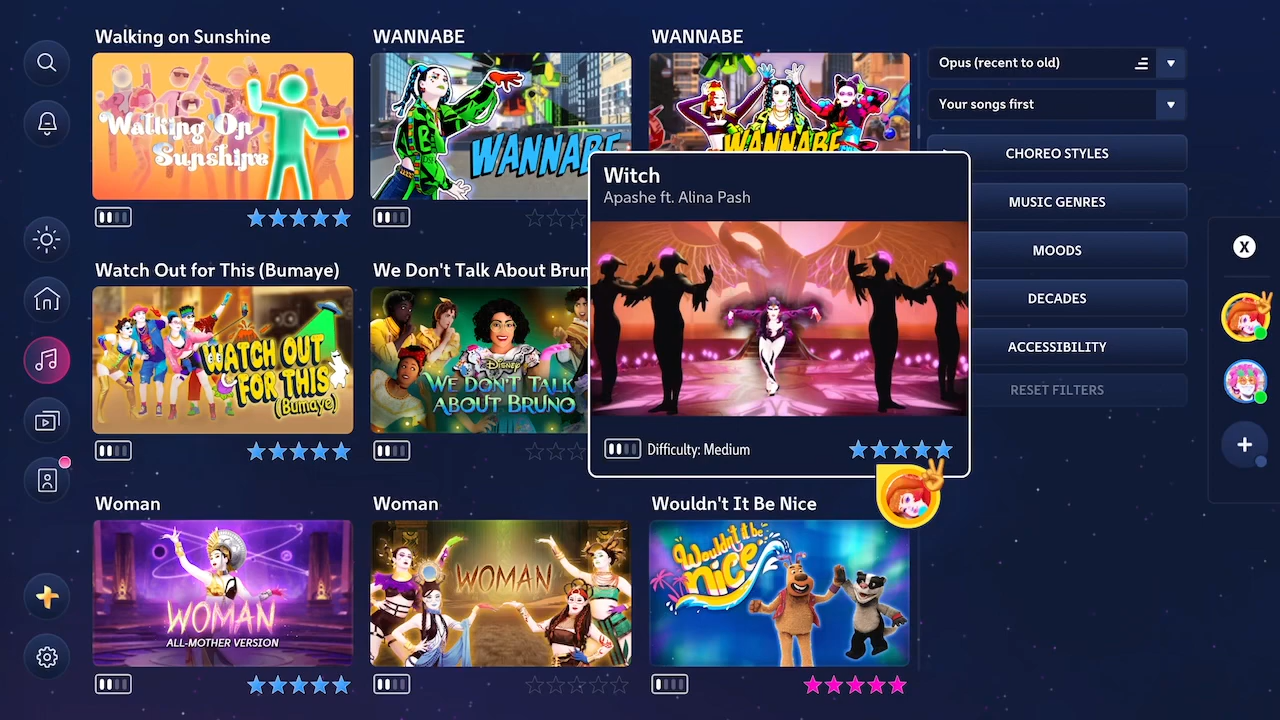 Walking on Sunshine
WANNABE
WANNABE
Walking On
Sunshine
WANNABE
WANNABE
Opus (recent to old)
Your songs first
CHOREO STYLES
MUSIC GENRES
MOODS
DECADES
ACCESSIBILITY
RESET FILTERS
X
Witch
Apashe ft. Alina Pash
Difficulty: Medium
Watch Out for This (Bumaye)
We Don't Talk About Brun
WATCH OUT
FOR THIS
(Bumaye)
Disney
WE DON'T TALK
ABOUT BRUNO
Woman
Woman
Wouldn't It Be Nice
WOMAN
ALL-MOTHER VERSION
WOMAN
Wouldn't it be
nice